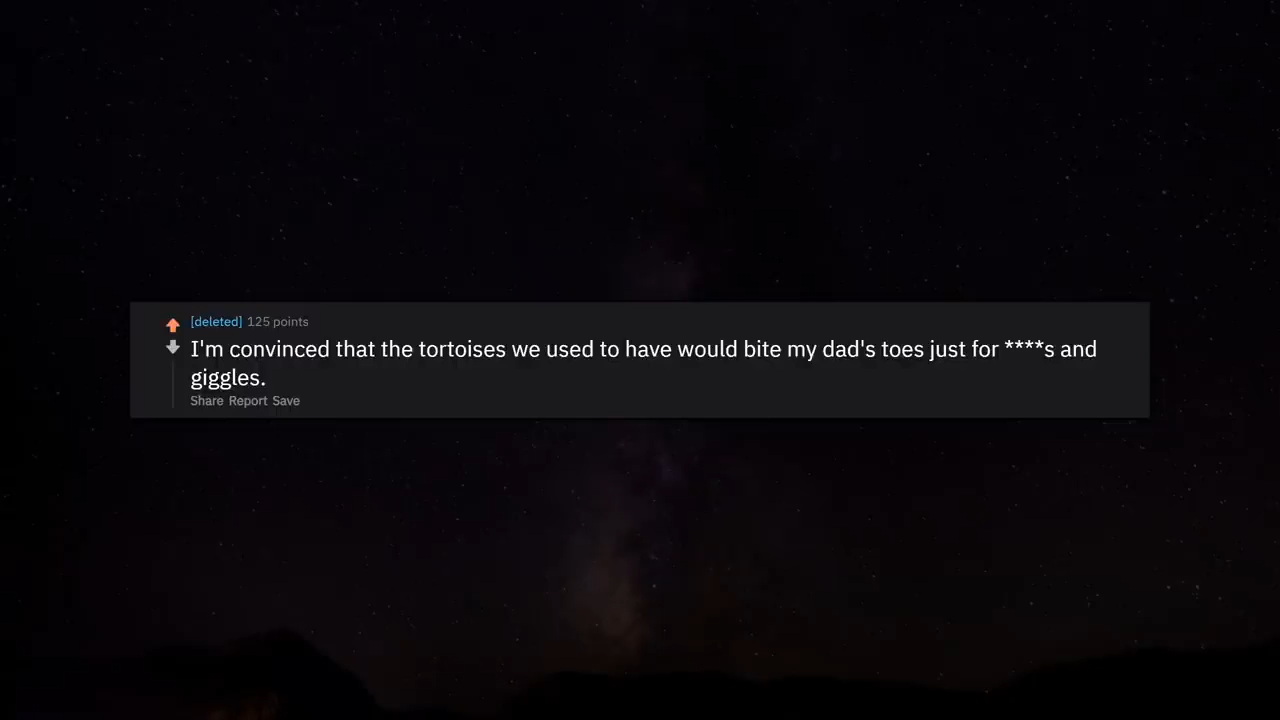 [deleted] 125 points
I'm convinced that the tortoises we used to have would bite my dad's toes just for ****s and
giggles.
Share Report Save